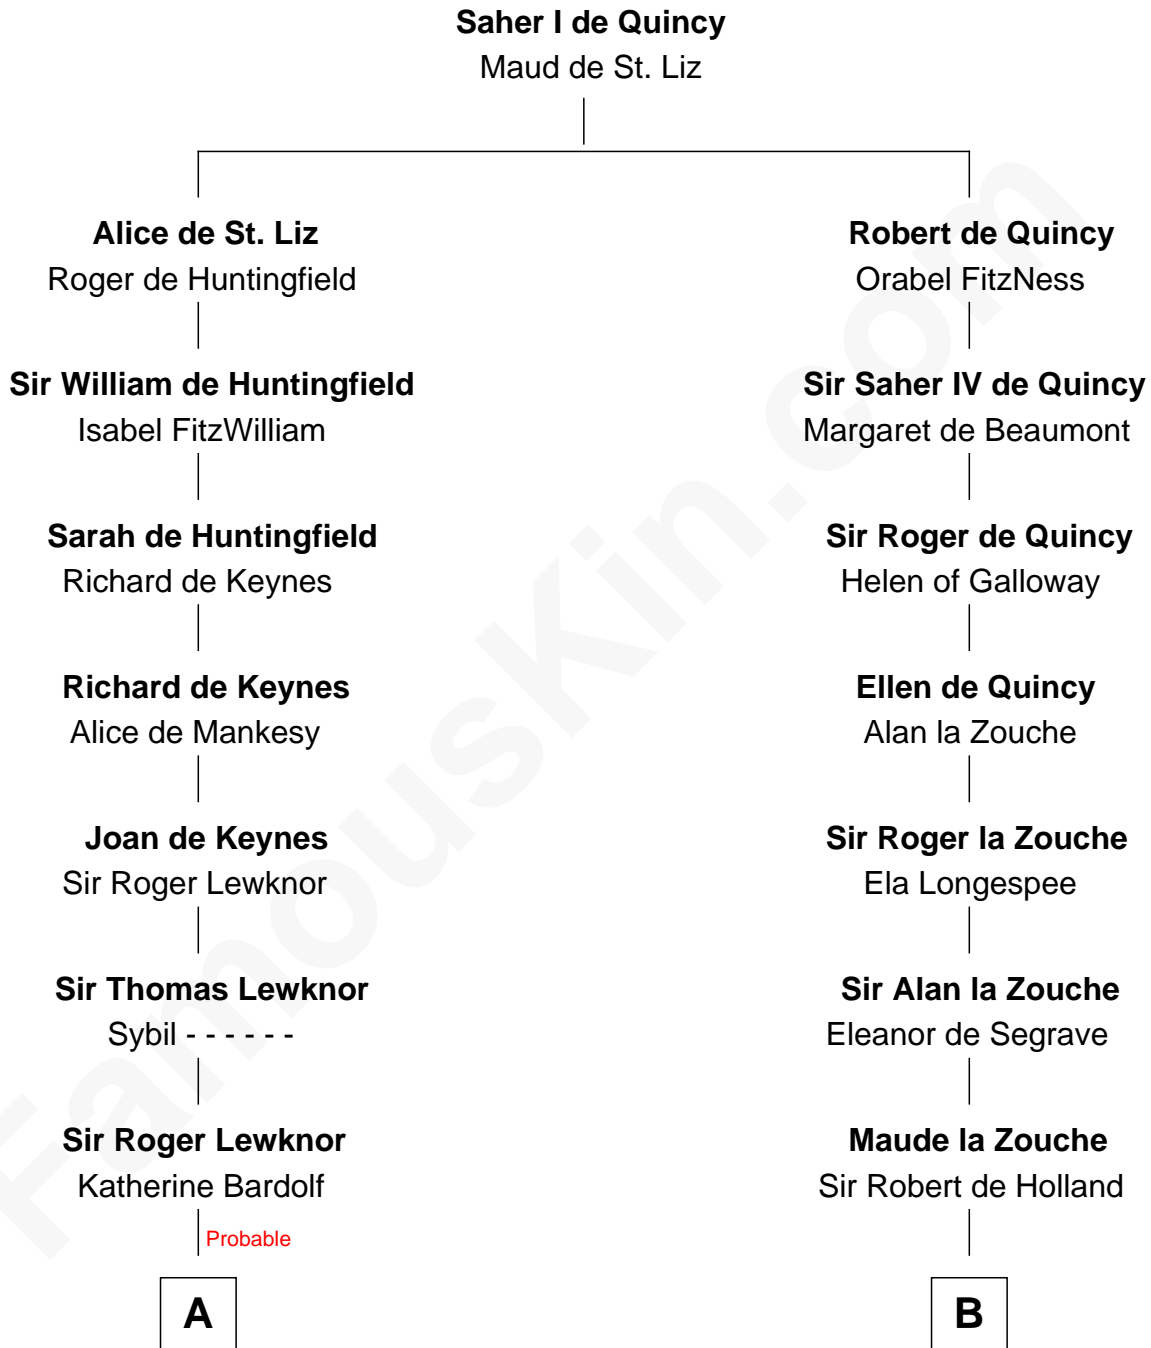 Saher I de Quincy
Maud de St. Liz
Alice de St. Liz
Roger de Huntingfield
Robert de Quincy
Orabel FitzNess
Sir William de Huntingfield
Isabel FitzWilliam
Sir Saher IV de Quincy
Margaret de Beaumont
Sarah de Huntingfield
Richard de Keynes
Sir Roger de Quincy
Helen of Galloway
Richard de Keynes
Alice de Mankesy
Ellen de Quincy
Alan la Zouche
Joan de Keynes
Sir Roger Lewknor
Sir Roger la Zouche
Ela Longespee
Sir Thomas Lewknor
Sybil - - - - - -
Sir Alan la Zouche
Eleanor de Segrave
Sir Roger Lewknor
Katherine Bardolf
Maude la Zouche
Sir Robert de Holland
Probable
A
B
FamousKin.com